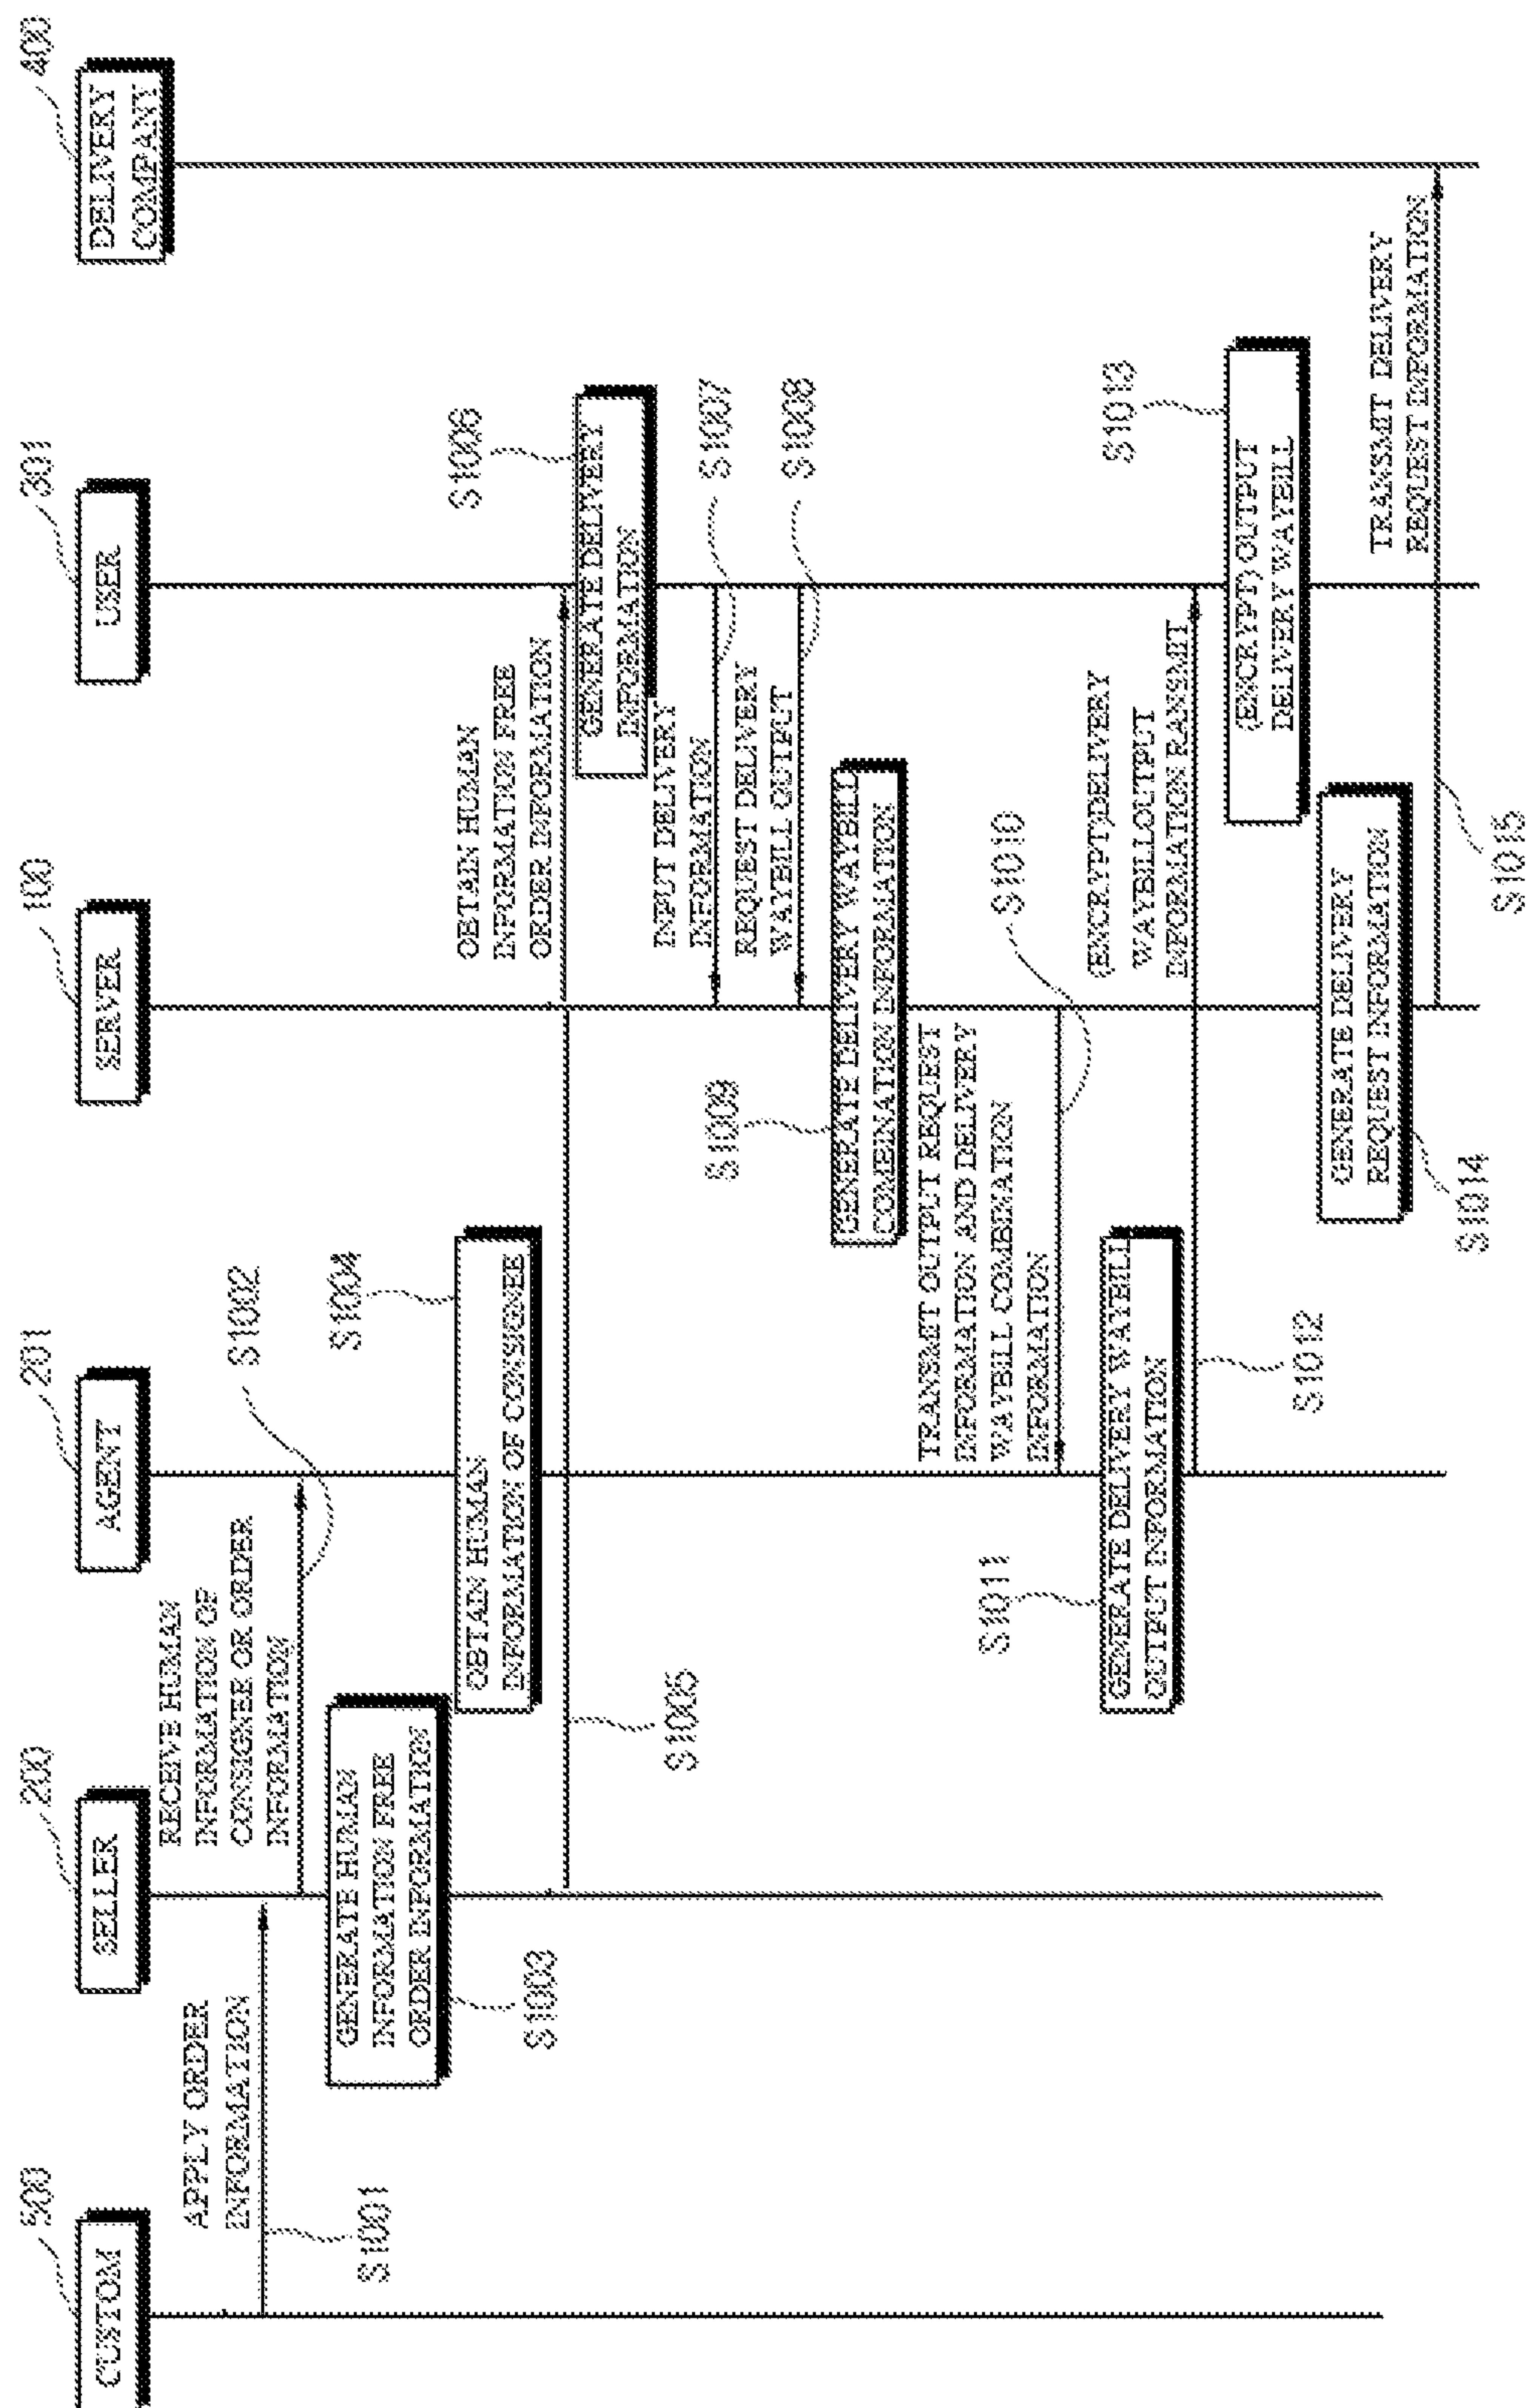 500
CUSTOM
200
SELLER
201
AGENT
100
SERVER
301
USER
400
DELIVERY
COMPANY
APPLY ORDER
INFORMATION
S1001
RECEIVE HUMAN
INFORMATION OF
CONSIGNEE OR ORDER
INFORMATION
S1002
GENERATE HUMAN
INFORMATION FREE
ORDER INFORMATION
S1003
S1004
OBTAIN HUMAN
INFORMATION OF CONSIGNEE
S1005
OBTAIN HUMAN
INFORMATION FREE
ORDER INFORMATION
S1006
GENERATE DELIVERY
INFORMATION
INPUT DELIVERY
INFORMATION
S1007
REQUEST DELIVERY
WAYBILL OUTPUT
S1008
S1009
GENERATE DELIVERY WAYBILL
COMBINATION INFORMATION
TRANSMIT OUTPUT REQUEST
INFORMATION AND DELIVERY
WAYBILL COMBINATION
INFORMATION
S1010
S1011
GENERATE DELIVERY WAYBILL
OUTPUT INFORMATION
(ENCRYPT)DELIVERY
WAYBILLOUTPUT
INFORMATION RANSMIT
S1012
S1013
(ENCRYPT) OUTPUT
DELIVERY WAYBILL
GENERATE DELIVERY
REQUEST INFORMATION
S1014
TRANSMIT DELIVERY
REQUEST INFORMATION
S1015